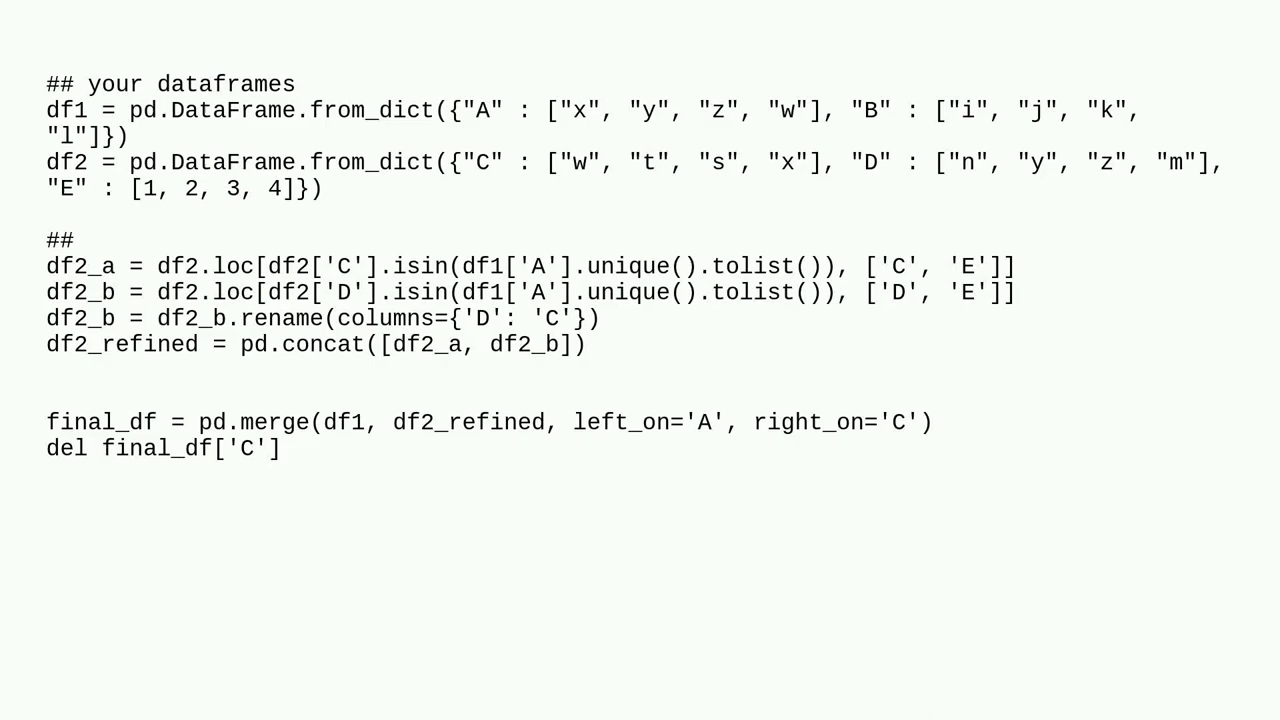 ## your dataframes
df1 = pd.DataFrame.from_dict({"A" : ["x", "y", "z", "w"], "B" : ["i", "j", "k",
"l"]})
df2 = pd.DataFrame.from_dict({"C" : ["w", "t", "s", "x"], "D" : ["n", "y", "z", "m"],
"E" : [1, 2, 3, 4]})
##
df2_a = df2.loc[df2['C'].isin(df1['A'].unique().tolist()), ['C', 'E']]
df2_b = df2.loc[df2['D'].isin(df1['A'].unique().tolist()), ['D', 'E']]
df2_b = df2_b.rename(columns={'D': 'C'})
df2_refined = pd.concat([df2_a, df2_b])
final_df = pd.merge(df1, df2_refined, left_on='A', right_on='C')
del final_df['C']